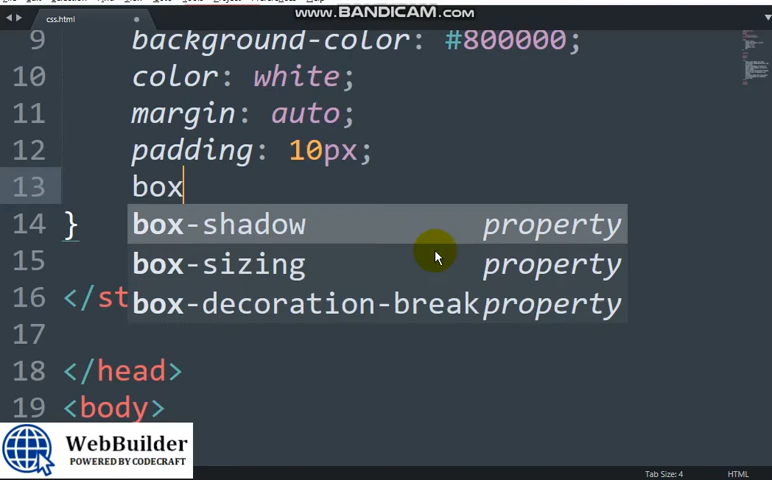 WWW.BANDICAM.COM
css.html
9 background-color: #800000;
10 color: white;
11 margin: auto;
12 padding: 10px;
13 box
14 }
box-shadow property
15
box-sizing property
16 </st
box-decoration-break property
17
18 </head>
19 <body>
WebBuilder
POWERED BY CODECRAFT
Tab Size: 4 HTML